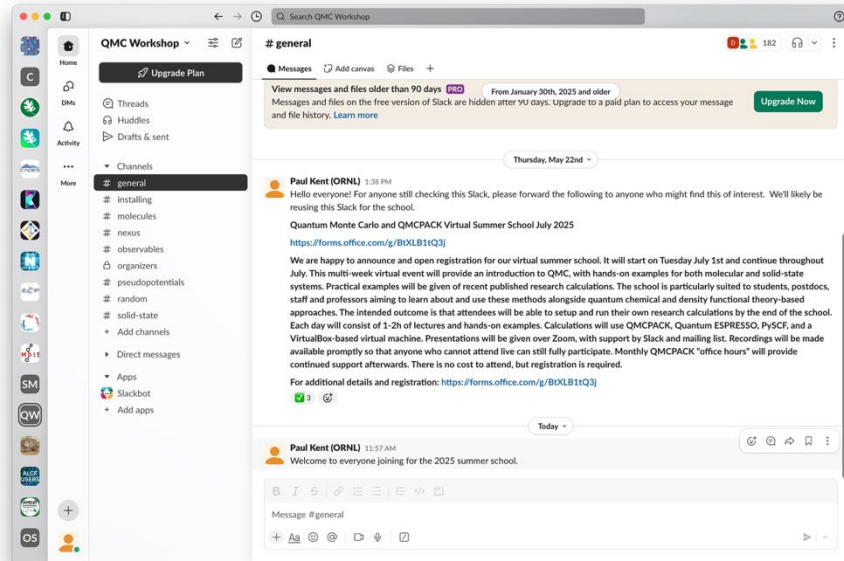 Search QMC Workshop
C
CADES
N
ECP
SM
QW
ALCF
USERS
OS
Home
DMs
Activity
More
QMC Workshop
Upgrade Plan
Threads
Huddles
Drafts & sent
Channels
# general
# installing
# molecules
# nexus
# observables
organizers
# pseudopotentials
# random
# solid-state
+ Add channels
Direct messages
Apps
Slackbot
+ Add apps
# general
D
182
Messages
Add canvas
Files
+
View messages and files older than 90 days PRO
From January 30th, 2025 and older
Messages and files on the free version of Slack are hidden after 90 days. Upgrade to a paid plan to access your message
and file history. Learn more
Upgrade Now
Thursday, May 22nd
Paul Kent (ORNL) 1:38 PM
Hello everyone! For anyone still checking this Slack, please forward the following to anyone who might find this of interest. We'll likely be
reusing this Slack for the school.
Quantum Monte Carlo and QMCPACK Virtual Summer School July 2025
https://forms.office.com/g/BtXLB1tQ3j
We are happy to announce and open registration for our virtual summer school. It will start on Tuesday July 1st and continue throughout
July. This multi-week virtual event will provide an introduction to QMC, with hands-on examples for both molecular and solid-state
systems. Practical examples will be given of recent published research calculations. The school is particularly suited to students, postdocs,
staff and professors aiming to learn about and use these methods alongside quantum chemical and density functional theory-based
approaches. The intended outcome is that attendees will be able to setup and run their own research calculations by the end of the school.
Each day will consist of 1-2h of lectures and hands-on examples. Calculations will use QMCPACK, Quantum ESPRESSO, PySCF, and a
VirtualBox-based virtual machine. Presentations will be given over Zoom, with support by Slack and mailing list. Recordings will be made
available promptly so that anyone who cannot attend live can still fully participate. Monthly QMCPACK "office hours" will provide
continued support afterwards. There is no cost to attend, but registration is required.
For additional details and registration: https://forms.office.com/g/BtXLB1tQ3j
3
Today
Paul Kent (ORNL) 11:57 AM
Welcome to everyone joining for the 2025 summer school.
B I S
Message #general
+ Aa @